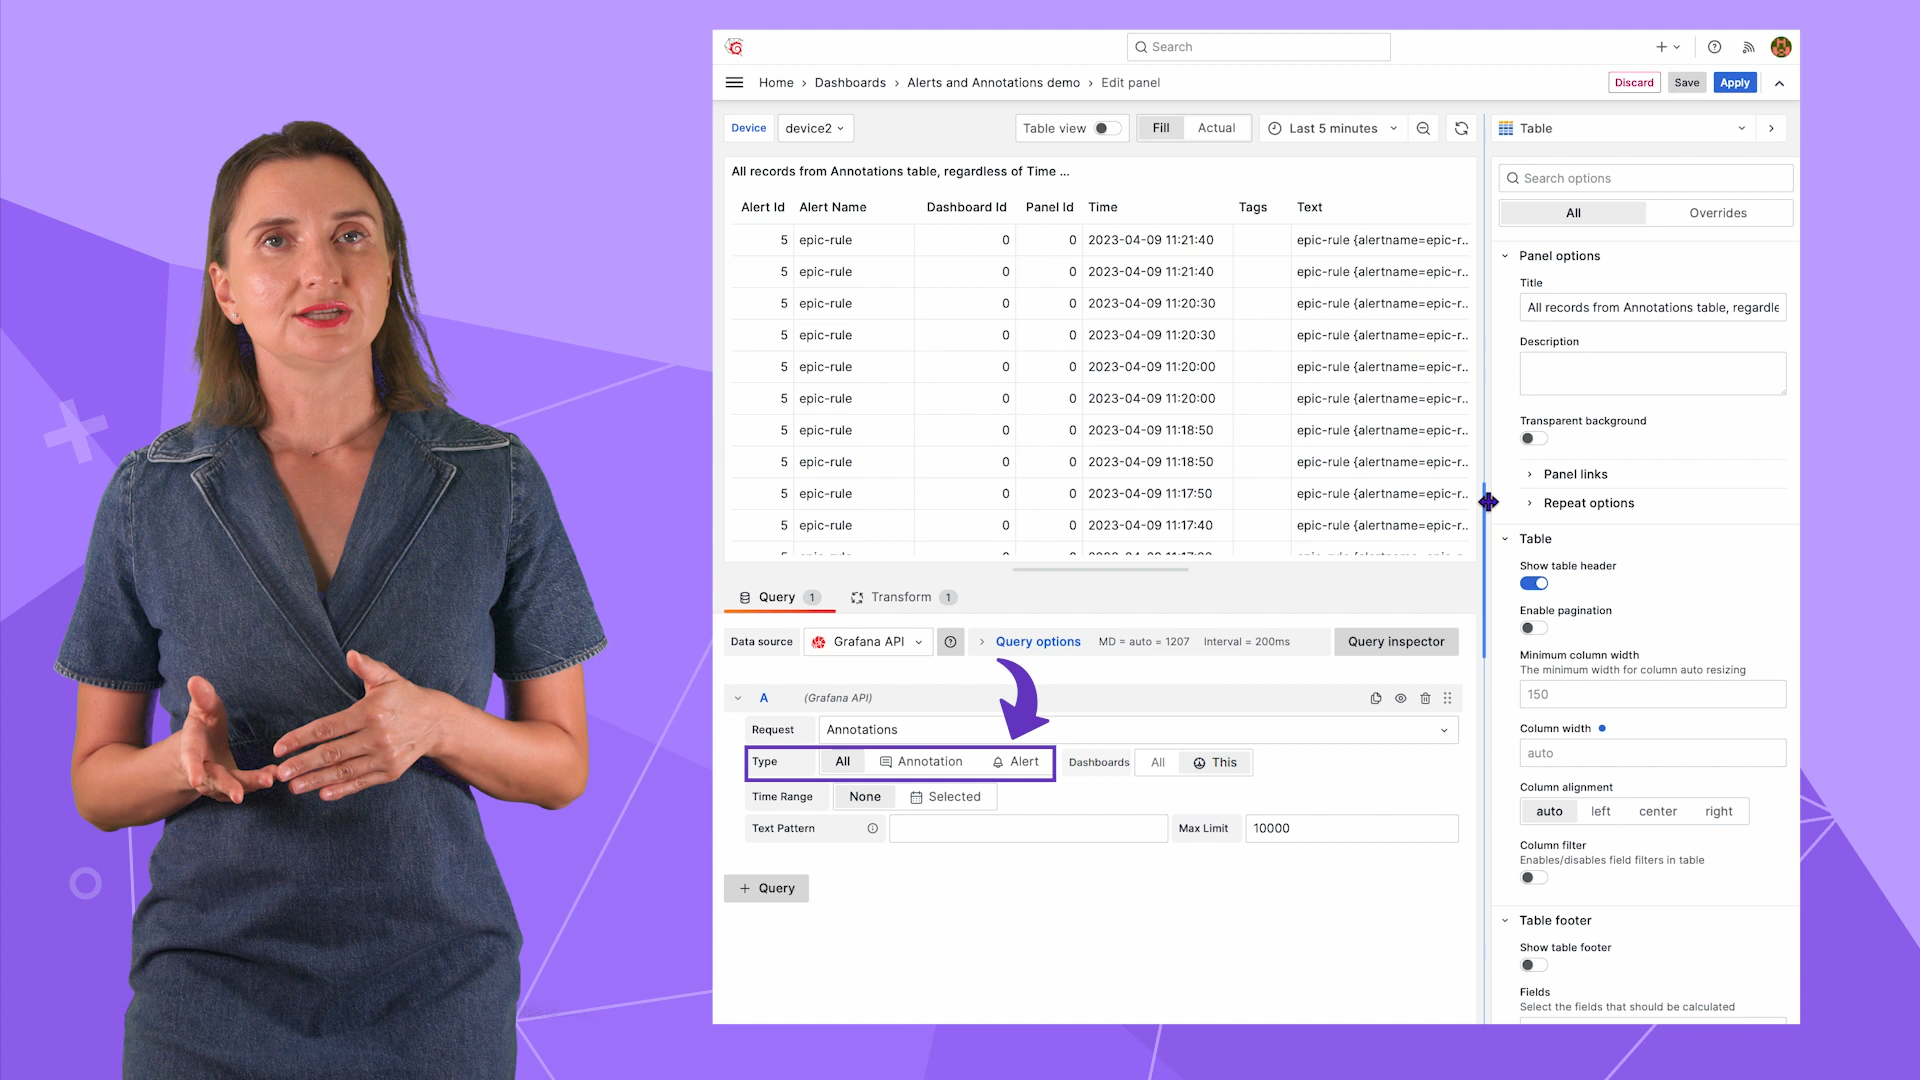 Search
Home › Dashboards › Alerts and Annotations demo › Edit panel
Discard Save Apply
Device device2 Table view Fill Actual Last 5 minutes
Table
All records from Annotations table, regardless of Time ...
Alert Id Alert Name Dashboard Id Panel Id Time Tags Text
5 epic-rule 0 0 2023-04-09 11:21:40 epic-rule {alertname=epic-r..
5 epic-rule 0 0 2023-04-09 11:21:40 epic-rule {alertname=epic-r..
5 epic-rule 0 0 2023-04-09 11:20:30 epic-rule {alertname=epic-r..
5 epic-rule 0 0 2023-04-09 11:20:30 epic-rule {alertname=epic-r..
5 epic-rule 0 0 2023-04-09 11:20:00 epic-rule {alertname=epic-r..
5 epic-rule 0 0 2023-04-09 11:20:00 epic-rule {alertname=epic-r..
5 epic-rule 0 0 2023-04-09 11:18:50 epic-rule {alertname=epic-r..
5 epic-rule 0 0 2023-04-09 11:18:50 epic-rule {alertname=epic-r..
5 epic-rule 0 0 2023-04-09 11:17:50 epic-rule {alertname=epic-r..
5 epic-rule 0 0 2023-04-09 11:17:40 epic-rule {alertname=epic-r..
Query 1 Transform 1
Data source Grafana API Query options MD = auto = 1207 Interval = 200ms Query inspector
A (Grafana API)
Request Annotations
Type All Annotation Alert Dashboards All This
Time Range None Selected
Text Pattern Max Limit 10000
+ Query
Search options
All Overrides
Panel options
Title
All records from Annotations table, regardle
Description
Transparent background
Panel links
Repeat options
Table
Show table header
Enable pagination
Minimum column width
The minimum width for column auto resizing
150
Column width
auto
Column alignment
auto left center right
Column filter
Enables/disables field filters in table
Table footer
Show table footer
Fields
Select the fields that should be calculated